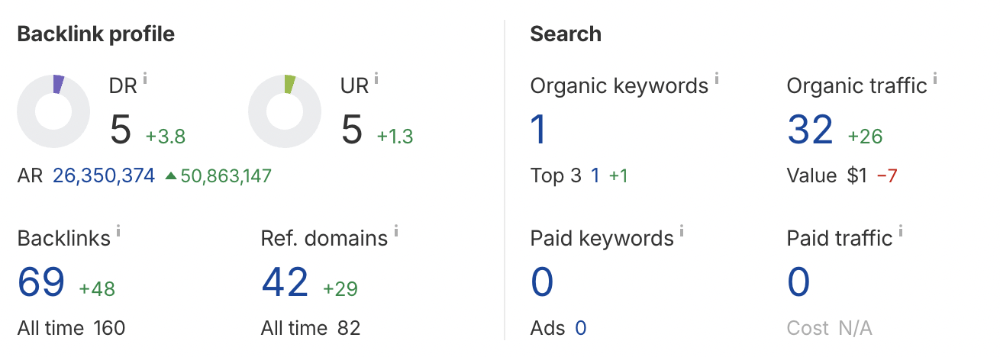 Backlink profile
DR i
5 +3.8
UR i
5 +1.3
AR 26,350,374 ▲ 50,863,147
Backlinks i
69 +48
All time 160
Ref. domains i
42 +29
All time 82
Search
Organic keywords i
1
Top 3 1 +1
Organic traffic i
32 +26
Value $1 −7
Paid keywords i
0
Ads 0
Paid traffic i
0
Cost N/A